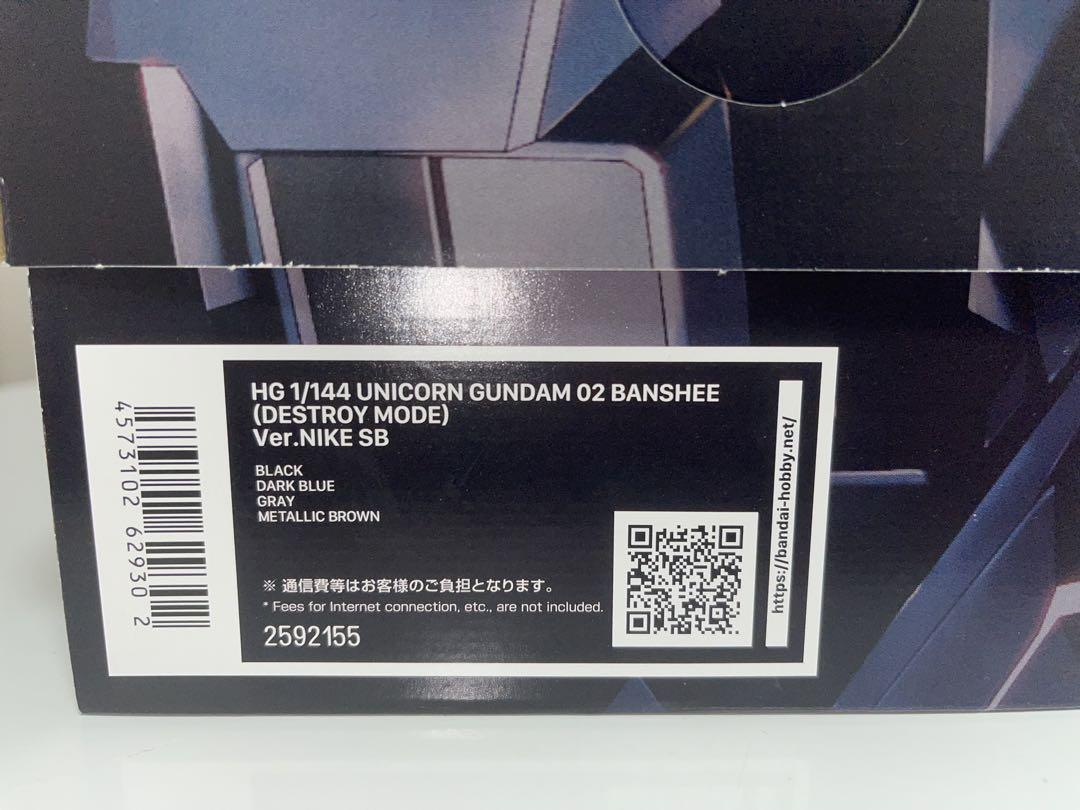 HG 1/144 UNICORN GUNDAM 02 BANSHEE
(DESTROY MODE)
Ver.NIKE SB
BLACK
DARK BLUE
GRAY
METALLIC BROWN
※ 通信費等はお客様のご負担となります。
* Fees for Internet connection, etc., are not included.
2592155
https://bandai-hobby.net/
4573102 62930 2